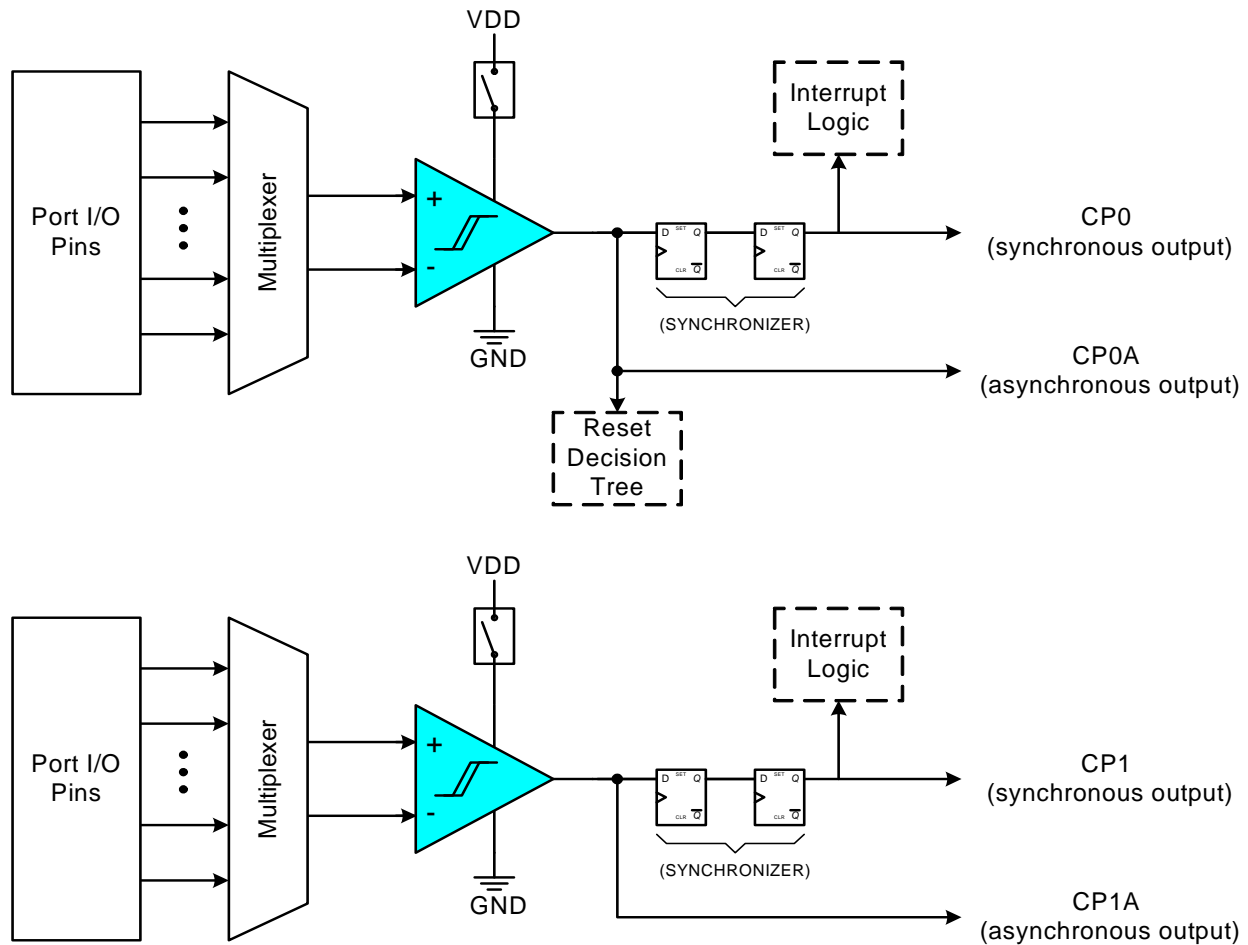 VDD
Port I/O
Pins
Multiplexer
+
-
GND
Interrupt
Logic
D SET Q
CLR Q
D SET Q
CLR Q
(SYNCHRONIZER)
CP0
(synchronous output)
CP0A
(asynchronous output)
Reset
Decision
Tree
VDD
Port I/O
Pins
Multiplexer
+
-
GND
Interrupt
Logic
D SET Q
CLR Q
D SET Q
CLR Q
(SYNCHRONIZER)
CP1
(synchronous output)
CP1A
(asynchronous output)